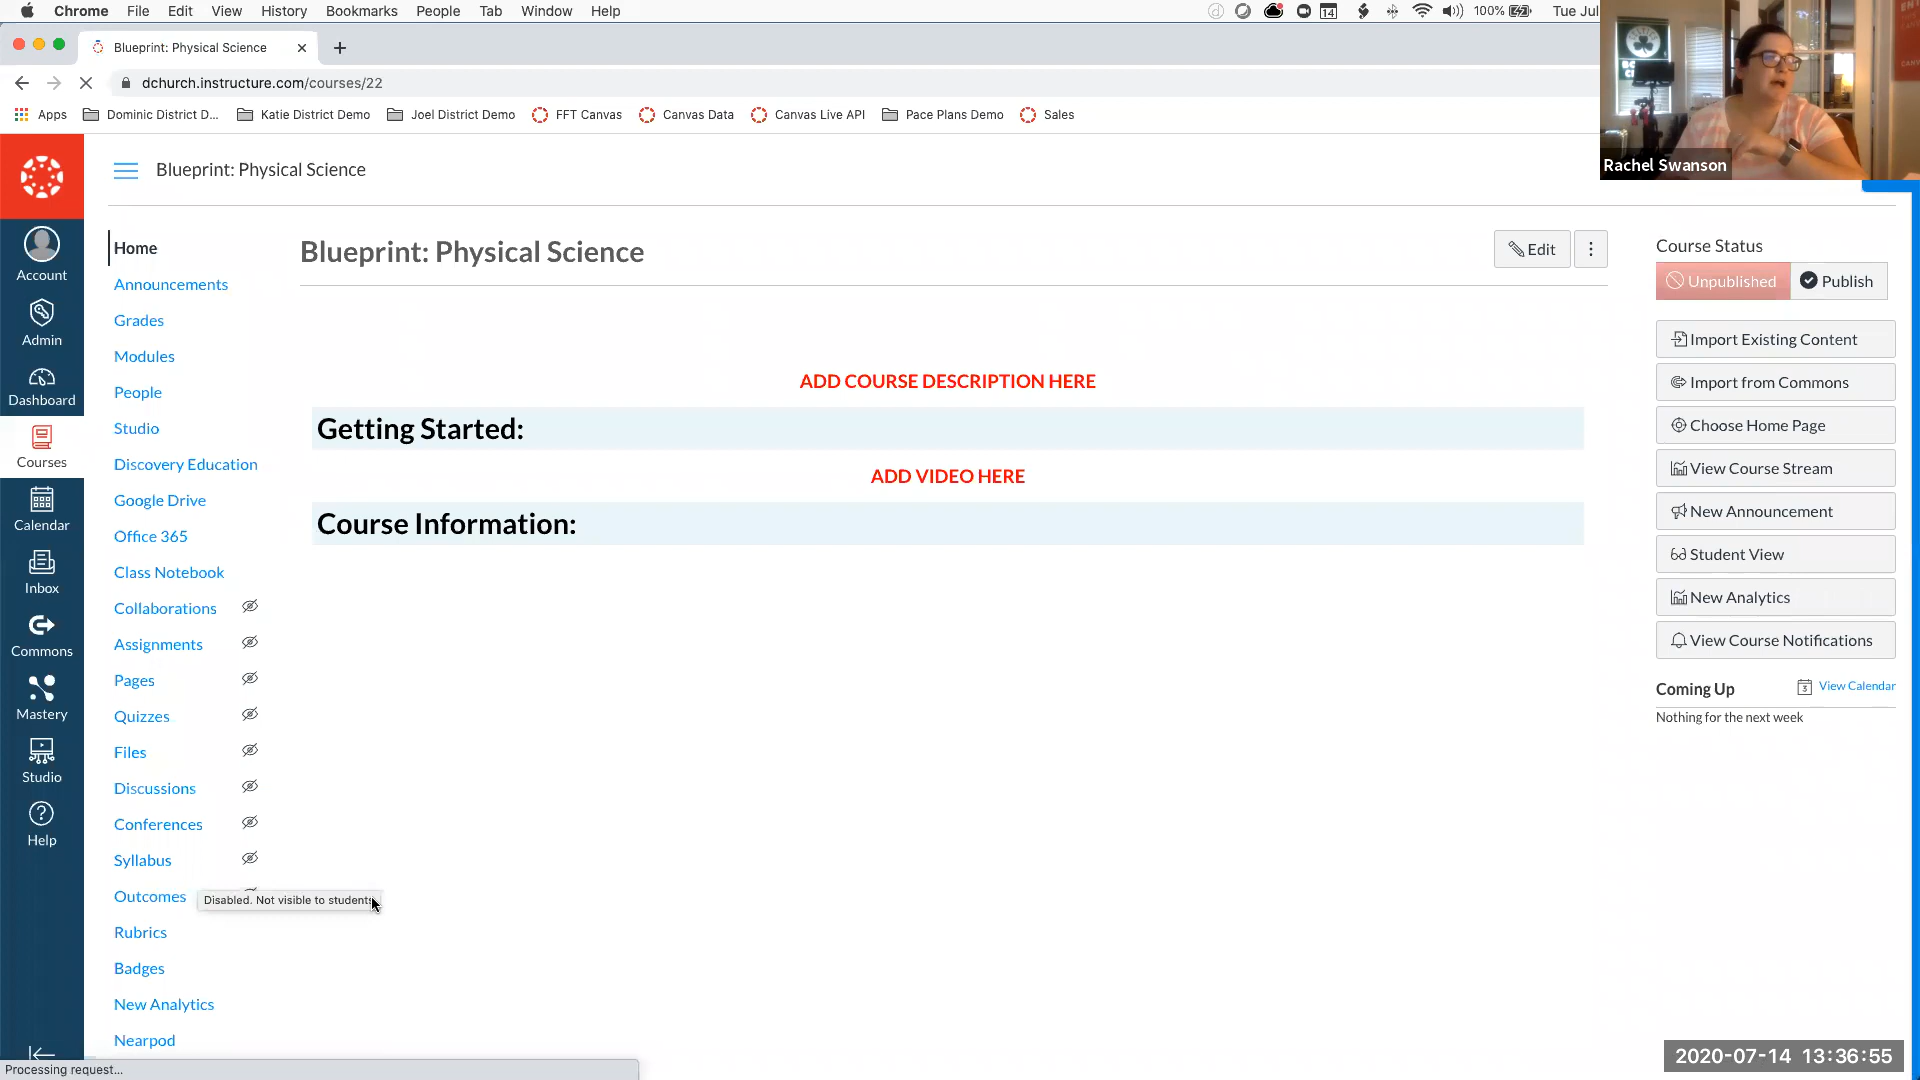 Chrome File Edit View History Bookmarks People Tab Window Help
14 100% Tue Jul
Blueprint: Physical Science
dchurch.instructure.com/courses/22
Apps Dominic District D... Katie District Demo Joel District Demo FFT Canvas Canvas Data Canvas Live API Pace Plans Demo Sales
Rachel Swanson
Blueprint: Physical Science
Account
Admin
Dashboard
Courses
Calendar
Inbox
Commons
Mastery
Studio
Help
Home
Announcements
Grades
Modules
People
Studio
Discovery Education
Google Drive
Office 365
Class Notebook
Collaborations
Assignments
Pages
Quizzes
Files
Discussions
Conferences
Syllabus
Outcomes
Disabled. Not visible to students
Rubrics
Badges
New Analytics
Nearpod
Blueprint: Physical Science
Edit
ADD COURSE DESCRIPTION HERE
Getting Started:
ADD VIDEO HERE
Course Information:
Course Status
Unpublished Publish
Import Existing Content
Import from Commons
Choose Home Page
View Course Stream
New Announcement
Student View
New Analytics
View Course Notifications
Coming Up 3 View Calendar
Nothing for the next week
Processing request...
2020-07-14 13:36:55